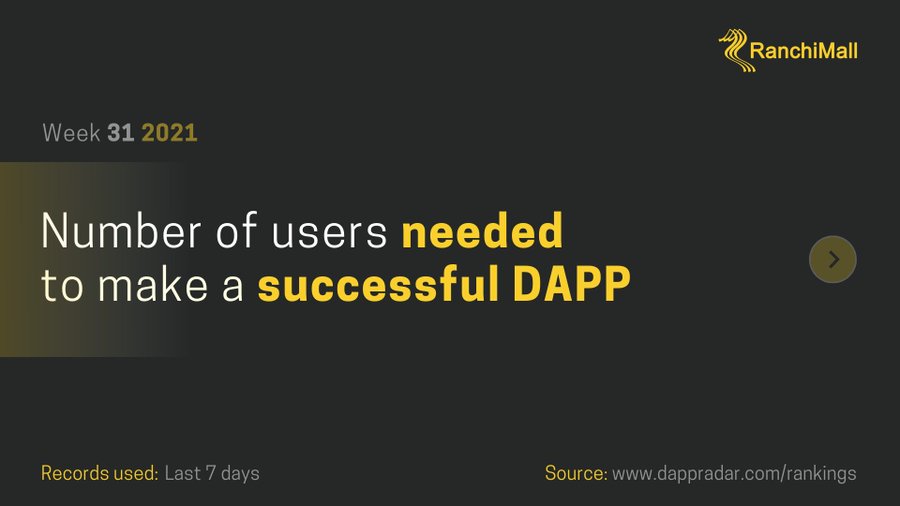 RanchiMall
Week 31 2021
Number of users needed
to make a successful DAPP
Records used: Last 7 days
Source: www.dappradar.com/rankings